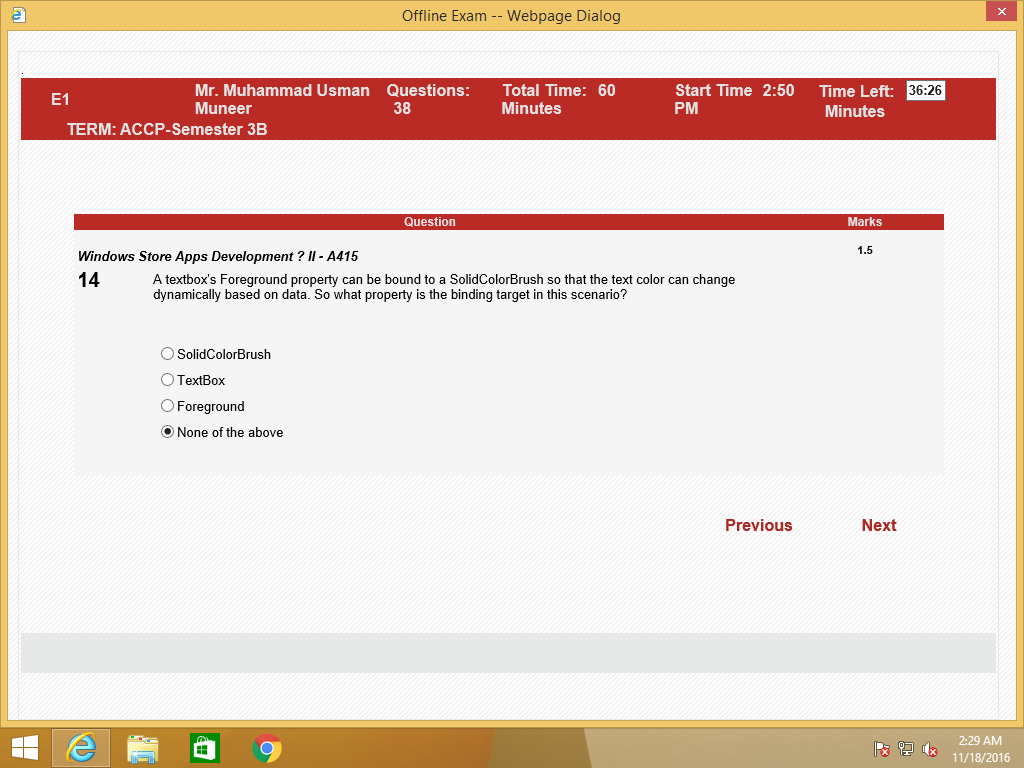 Offline Exam -- Webpage Dialog
.
E1
Mr. Muhammad Usman
Muneer
Questions:
38
Total Time: 60
Minutes
Start Time 2:50
PM
Time Left: 36:26
Minutes
TERM: ACCP-Semester 3B
Question
Marks
Windows Store Apps Development ? II - A415
1.5
14
A textbox's Foreground property can be bound to a SolidColorBrush so that the text color can change
dynamically based on data. So what property is the binding target in this scenario?
SolidColorBrush
TextBox
Foreground
None of the above
Previous
Next
2:29 AM
11/18/2016